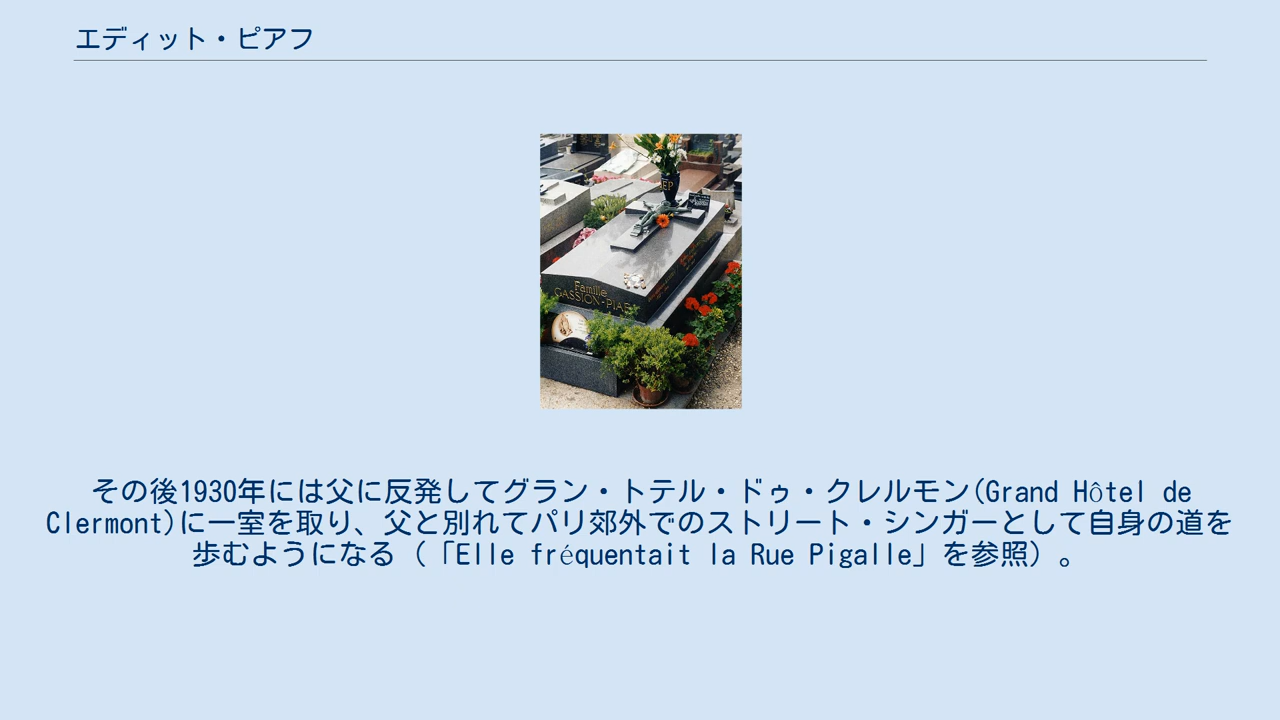 エディット・ピアフ
EP
Famille
GASSION-PIAF
その後1930年には父に反発してグラン・トテル・ドゥ・クレルモン(Grand Hôtel de
Clermont)に一室を取り、父と別れてパリ郊外でのストリート・シンガーとして自身の道を
歩むようになる（「Elle fréquentait la Rue Pigalle」を参照）。